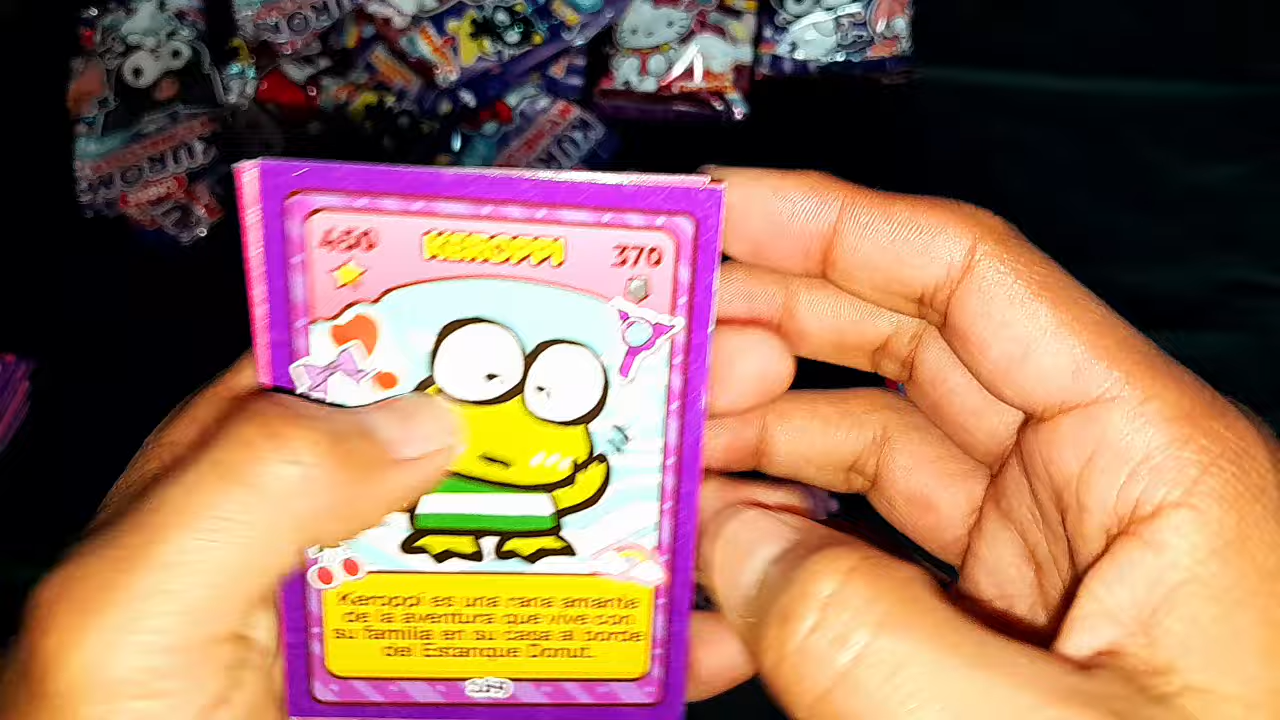 KEROPPI
370
Keroppi es una rana amante
de la aventura que vive con
su familia en su casa al borde
del Estanque Donut.
KUROMI